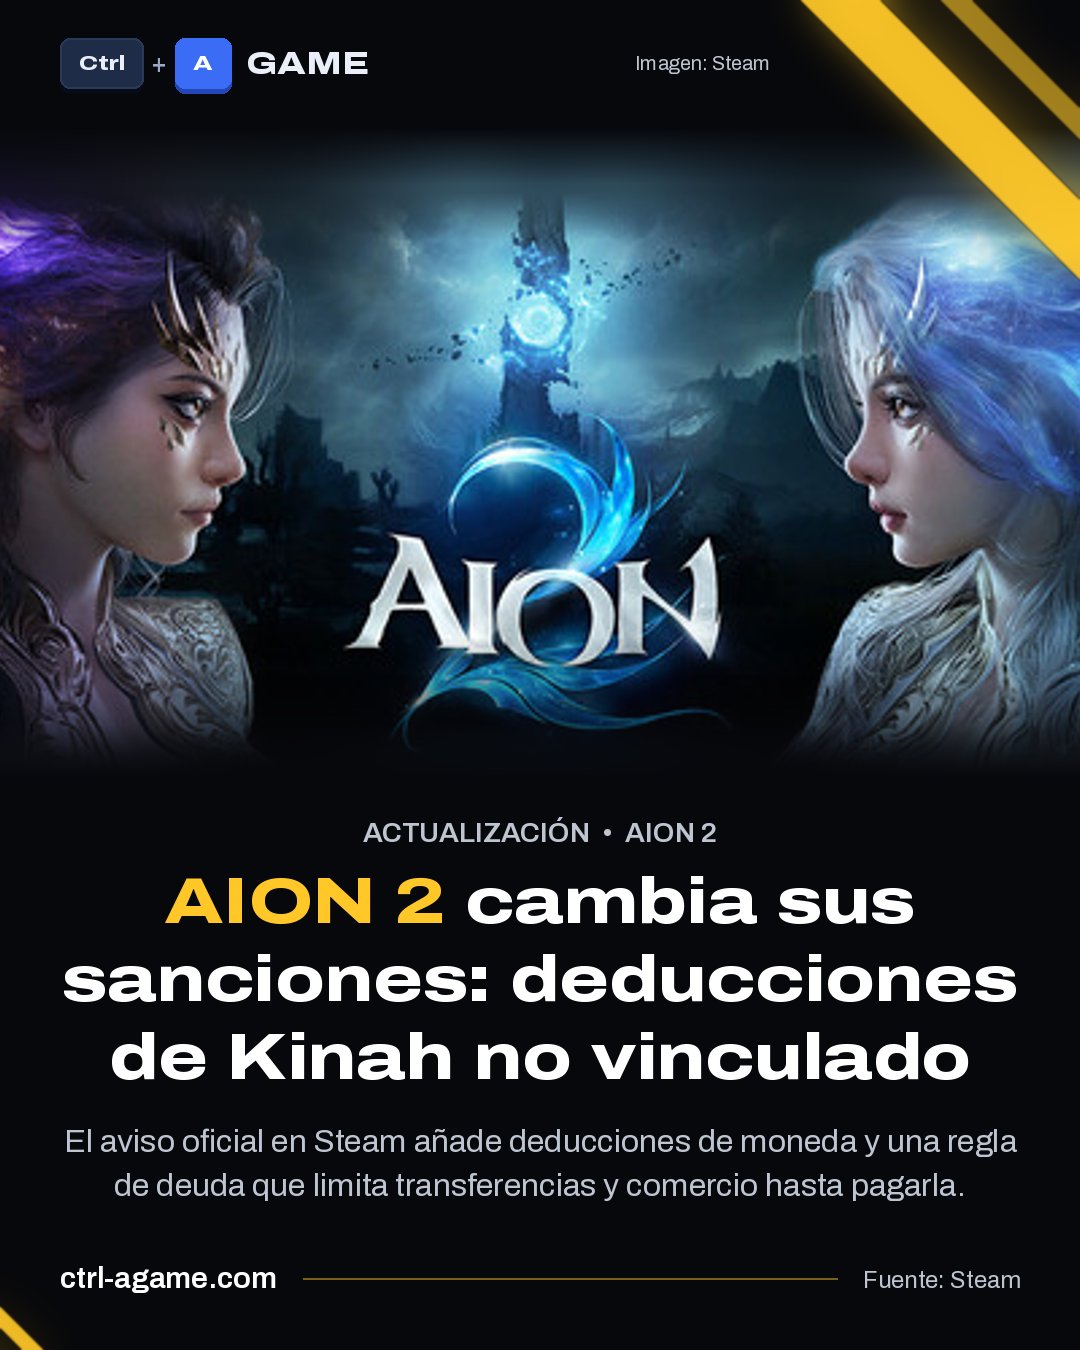 Ctrl + A GAME
Imagen: Steam
2
AION
ACTUALIZACIÓN • AION 2
AION 2 cambia sus
sanciones: deducciones
de Kinah no vinculado
El aviso oficial en Steam añade deducciones de moneda y una regla
de deuda que limita transferencias y comercio hasta pagarla.
ctrl-agame.com
Fuente: Steam